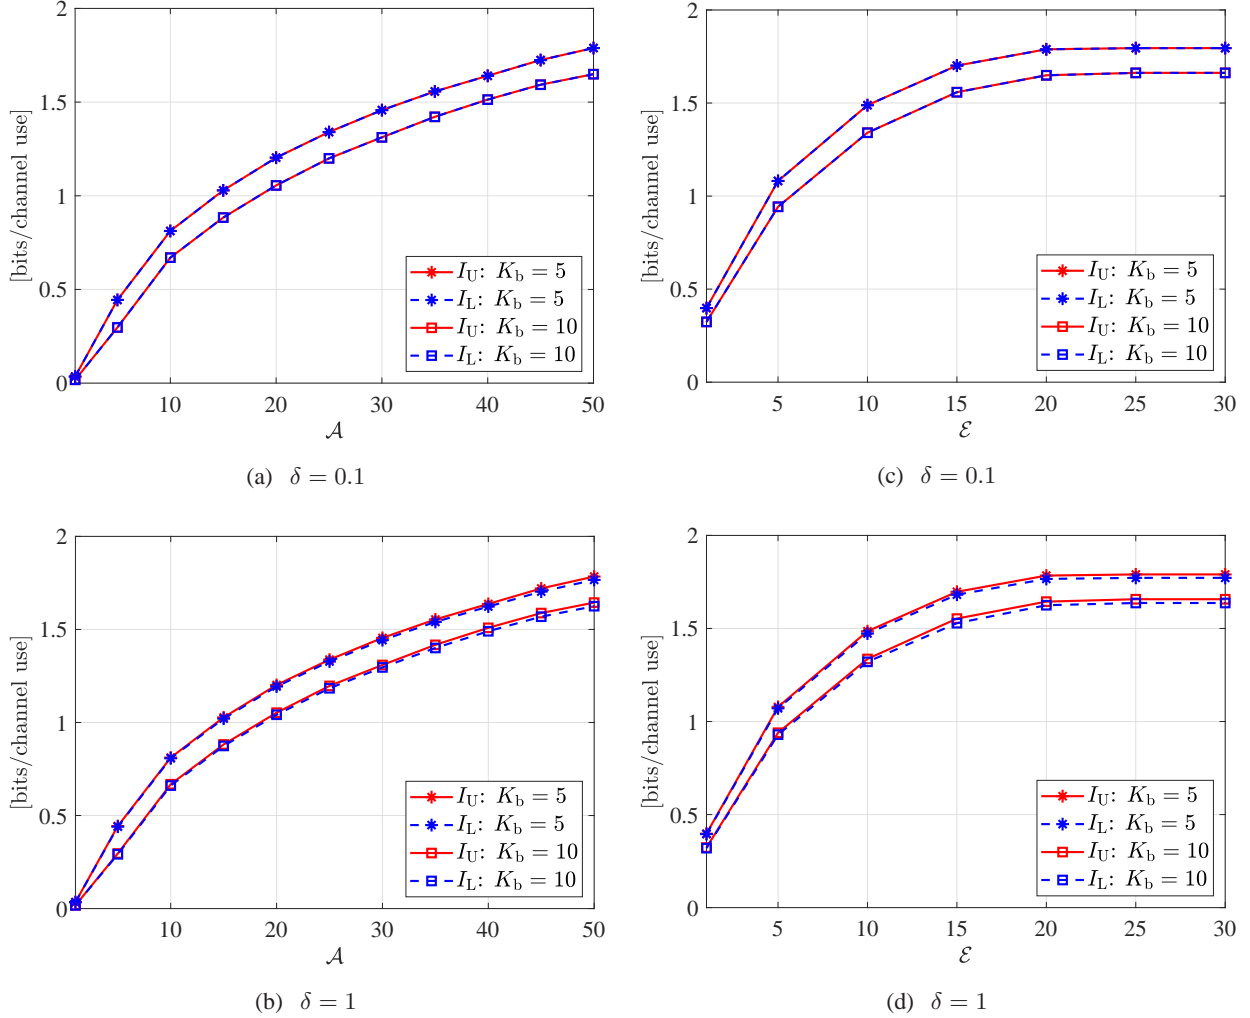 [bits/channel use]
2
1.5
1
0.5
0
10 20 30 40 50
𝒜
I_U: K_b = 5
I_L: K_b = 5
I_U: K_b = 10
I_L: K_b = 10
(a) δ = 0.1
[bits/channel use]
2
1.5
1
0.5
0
5 10 15 20 25 30
ℰ
I_U: K_b = 5
I_L: K_b = 5
I_U: K_b = 10
I_L: K_b = 10
(c) δ = 0.1
[bits/channel use]
2
1.5
1
0.5
0
10 20 30 40 50
𝒜
I_U: K_b = 5
I_L: K_b = 5
I_U: K_b = 10
I_L: K_b = 10
(b) δ = 1
[bits/channel use]
2
1.5
1
0.5
0
5 10 15 20 25 30
ℰ
I_U: K_b = 5
I_L: K_b = 5
I_U: K_b = 10
I_L: K_b = 10
(d) δ = 1